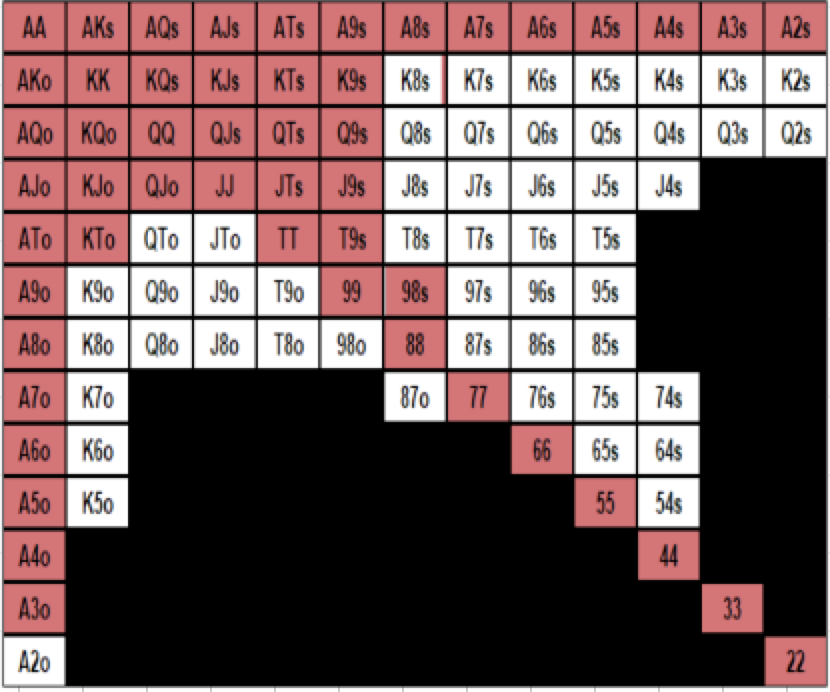 AA AKs AQs AJs ATs A9s A8s A7s A6s A5s A4s A3s A2s
AKo KK KQs KJs KTs K9s K8s K7s K6s K5s K4s K3s K2s
AQo KQo QQ QJs QTs Q9s Q8s Q7s Q6s Q5s Q4s Q3s Q2s
AJo KJo QJo JJ JTs J9s J8s J7s J6s J5s J4s
ATo KTo QTo JTo TT T9s T8s T7s T6s T5s
A9o K9o Q9o J9o T9o 99 98s 97s 96s 95s
A8o K8o Q8o J8o T8o 98o 88 87s 86s 85s
A7o K7o 87o 77 76s 75s 74s
A6o K6o 66 65s 64s
A5o K5o 55 54s
A4o 44
A3o 33
A2o 22